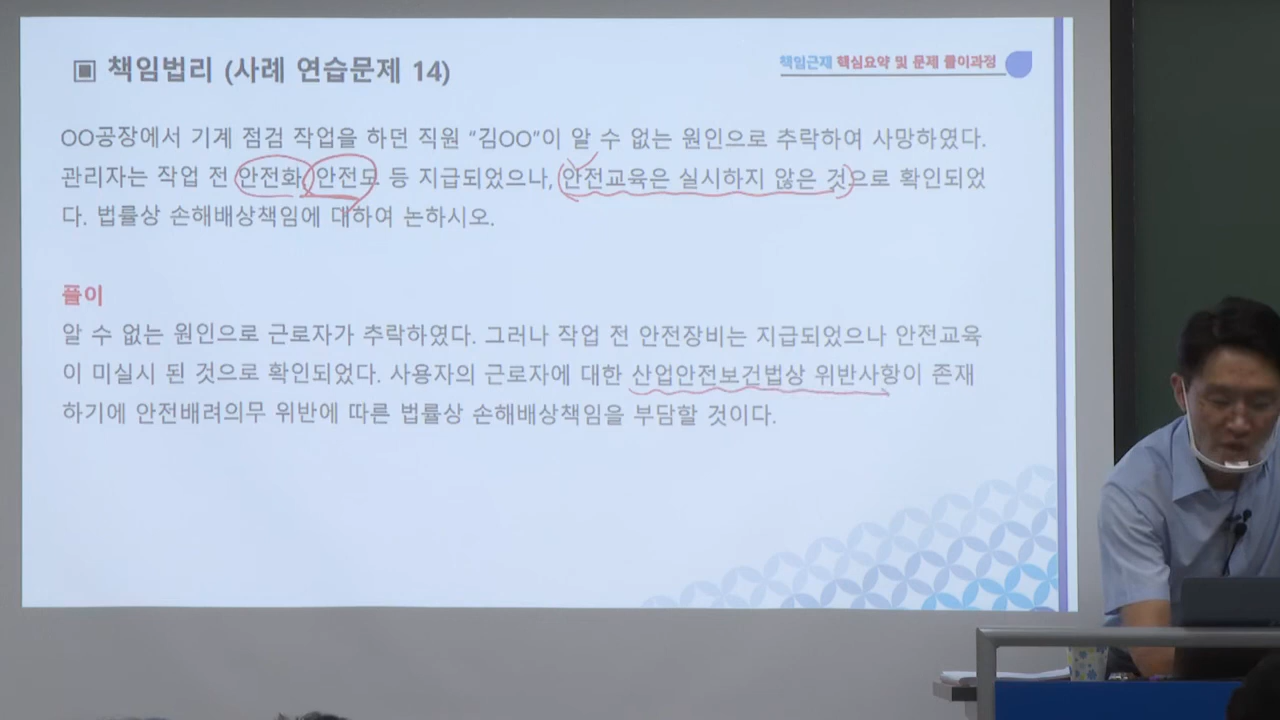 ▣ 책임법리 (사례 연습문제 14)
책임근재 핵심요약 및 문제 풀이과정
OO공장에서 기계 점검 작업을 하던 직원 “김OO”이 알 수 없는 원인으로 추락하여 사망하였다.
관리자는 작업 전 안전화, 안전모 등 지급되었으나, 안전교육은 실시하지 않은 것으로 확인되었
다. 법률상 손해배상책임에 대하여 논하시오.
풀이
알 수 없는 원인으로 근로자가 추락하였다. 그러나 작업 전 안전장비는 지급되었으나 안전교육
이 미실시 된 것으로 확인되었다. 사용자의 근로자에 대한 산업안전보건법상 위반사항이 존재
하기에 안전배려의무 위반에 따른 법률상 손해배상책임을 부담할 것이다.